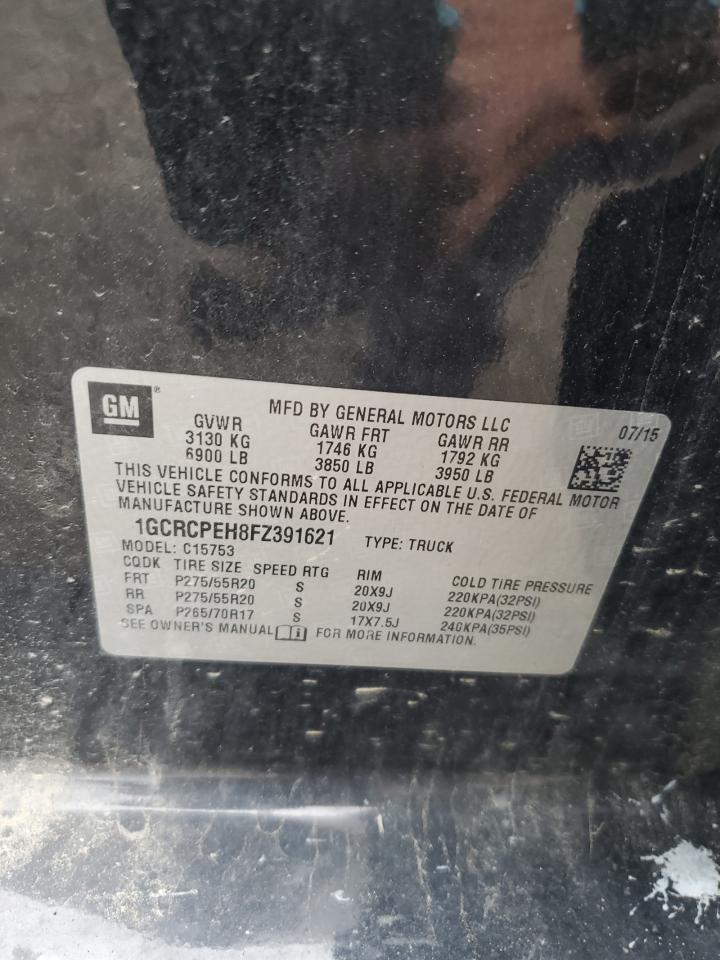 GM
MFD BY GENERAL MOTORS LLC
07/15
GVWR GAWR FRT GAWR RR
3130 KG 1746 KG 1792 KG
6900 LB 3850 LB 3950 LB
THIS VEHICLE CONFORMS TO ALL APPLICABLE U.S. FEDERAL MOTOR
VEHICLE SAFETY STANDARDS IN EFFECT ON THE DATE OF
MANUFACTURE SHOWN ABOVE.
1GCRCPEH8FZ391621 TYPE: TRUCK
MODEL: C15753
CQDK TIRE SIZE SPEED RTG RIM COLD TIRE PRESSURE
FRT P275/55R20 S 20X9J 220KPA(32PSI)
RR P275/55R20 S 20X9J 220KPA(32PSI)
SPA P265/70R17 S 17X7.5J 240KPA(35PSI)
SEE OWNER'S MANUAL FOR MORE INFORMATION.